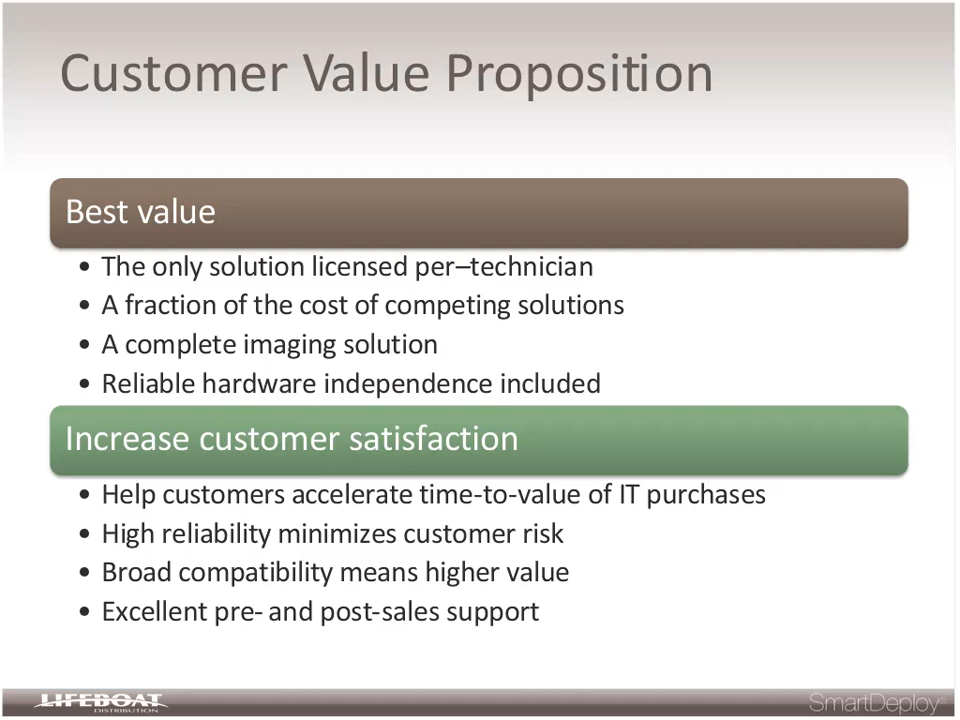 Customer Value Proposition
Best value
• The only solution licensed per–technician
• A fraction of the cost of competing solutions
• A complete imaging solution
• Reliable hardware independence included
Increase customer satisfaction
• Help customers accelerate time-to-value of IT purchases
• High reliability minimizes customer risk
• Broad compatibility means higher value
• Excellent pre- and post-sales support
LIFEBOAT
DISTRIBUTION
SmartDeploy®